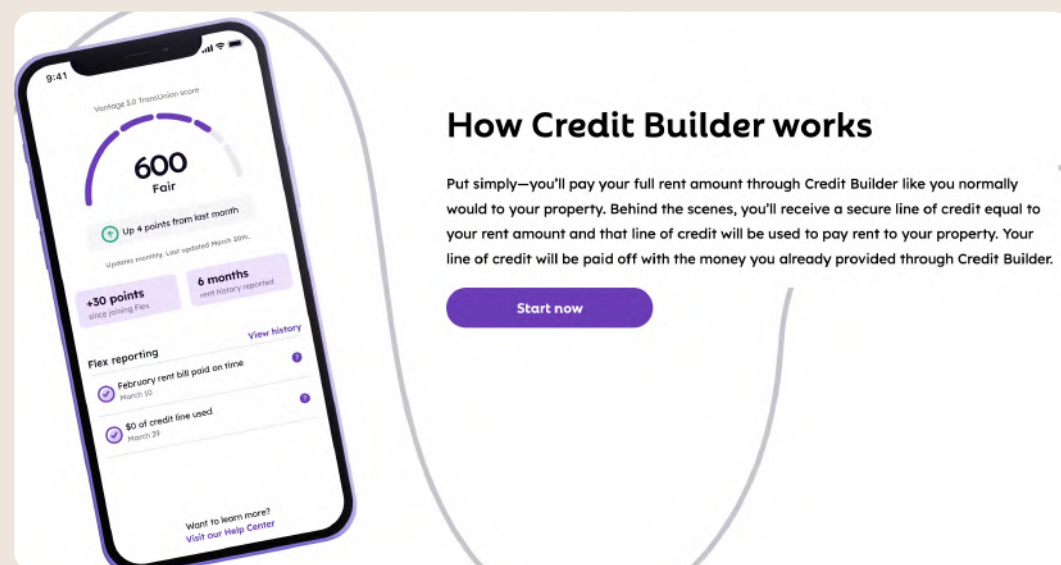 9:41
Vantage 3.0 TransUnion score
600
Fair
Up 4 points from last month
Updates monthly. Last updated March 20th.
+30 points
since joining Flex
6 months
rent history reported
Flex reporting
View history
February rent bill paid on time
March 10
$0 of credit line used
March 29
Want to learn more?
Visit our Help Center
How Credit Builder works
Put simply—you'll pay your full rent amount through Credit Builder like you normally
would to your property. Behind the scenes, you'll receive a secure line of credit equal to
your rent amount and that line of credit will be used to pay rent to your property. Your
line of credit will be paid off with the money you already provided through Credit Builder.
Start now